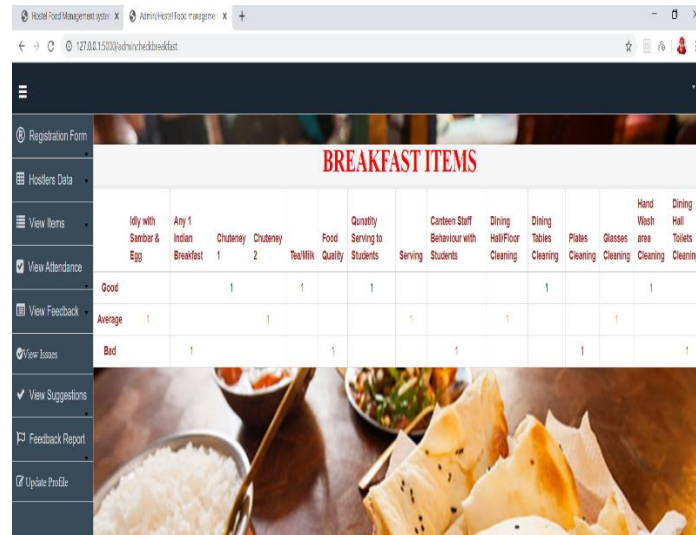 Hostel Food Management system
Admin/Hostel Food management
127.0.0.1:5000/admincheckbreakfast
Registration Form
Hostlers Data
View Items
View Attendance
View Feedback
View Issues
View Suggestions
Feedback Report
Update Profile
BREAKFAST ITEMS
Idly with Sambar & Egg Any 1 Indian Breakfast Chuteney 1 Chuteney 2 Tea/Milk Food Quality Qunatity Serving to Students Serving Canteen Staff Behaviour with Students Dining Hall/Floor Cleaning Dining Tables Cleaning Plates Cleaning Glasses Cleaning Hand Wash area Cleaning Dining Hall Toilets Cleaning
Good 1 1 1 1 1
Average 1 1 1 1 1
Bad 1 1 1 1 1